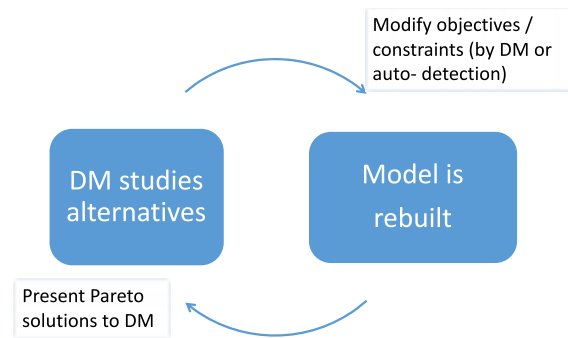 Modify objectives /
constraints (by DM or
auto- detection)
DM studies
alternatives
Model is
rebuilt
Present Pareto
solutions to DM